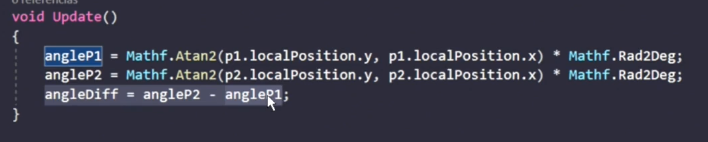 0 referencias
void Update()
{
angleP1 = Mathf.Atan2(p1.localPosition.y, p1.localPosition.x) * Mathf.Rad2Deg;
angleP2 = Mathf.Atan2(p2.localPosition.y, p2.localPosition.x) * Mathf.Rad2Deg;
angleDiff = angleP2 - angleP1;
}